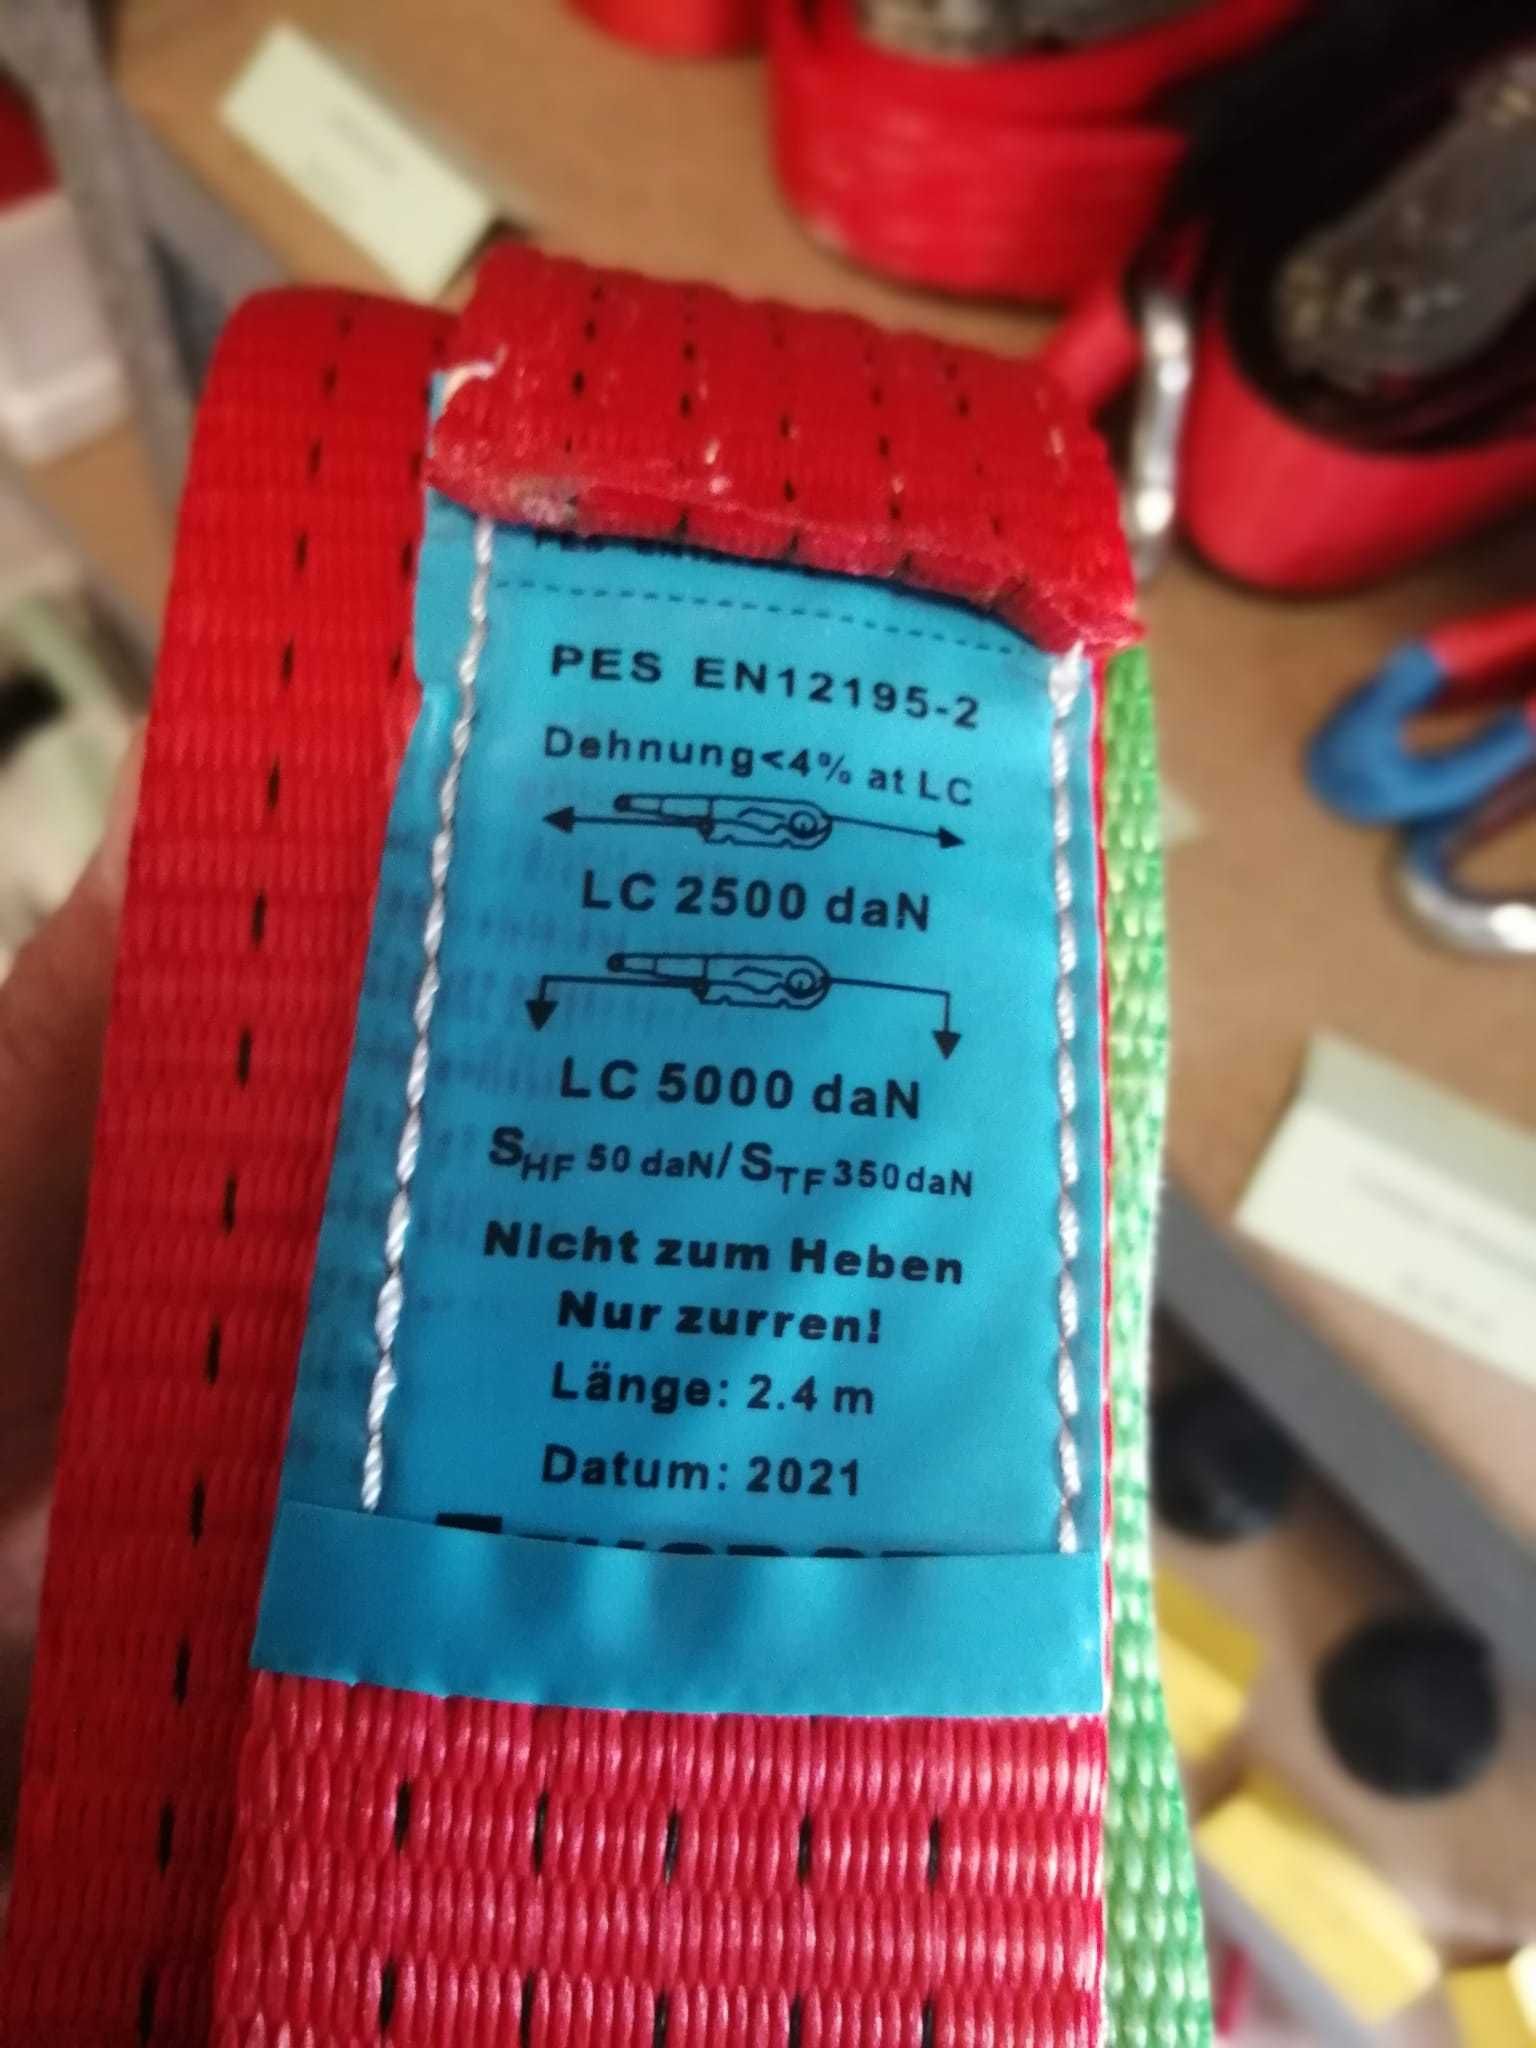 PES EN12195-2
Dehnung<4% at LC
LC 2500 daN
LC 5000 daN
SHF 50 daN/STF 350daN
Nicht zum Heben
Nur zurren!
Länge: 2.4 m
Datum: 2021